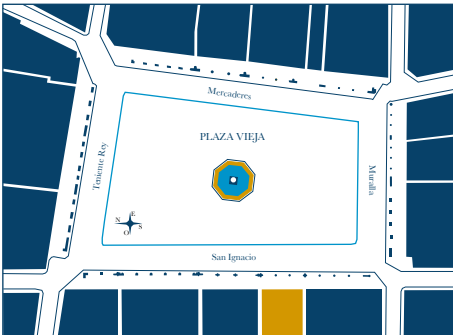 Mercaderes
PLAZA VIEJA
Teniente Rey
Muralla
N E
O S
San Ignacio